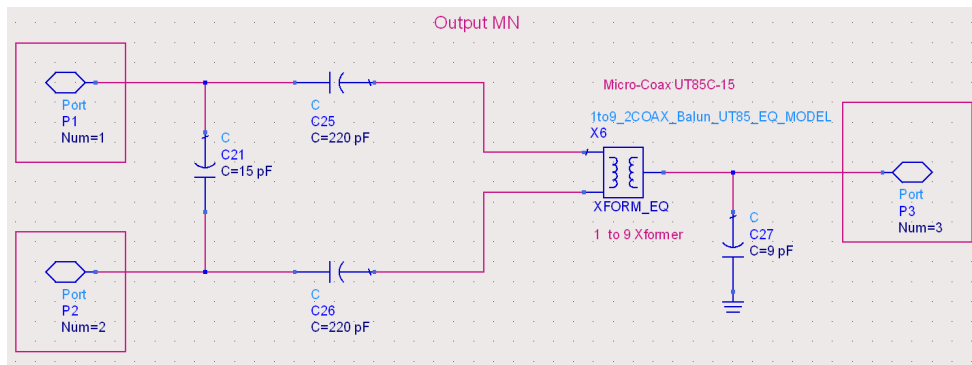 Output MN
Port
P1
Num=1
C
C25
C=220 pF
C
C21
C=15 pF
Micro-Coax UT85C-15
1to9_2COAX_Balun_UT85_EQ_MODEL
X6
XFORM_EQ
1 to 9 Xformer
Port
P3
Num=3
C
C27
C=9 pF
Port
P2
Num=2
C
C26
C=220 pF